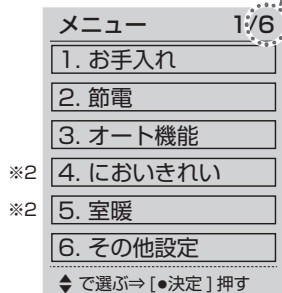 メニュー 1/6
1. お手入れ
2. 節電
3. オート機能
※2 4. においきれい
※2 5. 室暖
6. その他設定
◆ で選ぶ⇒ [●決定] 押す